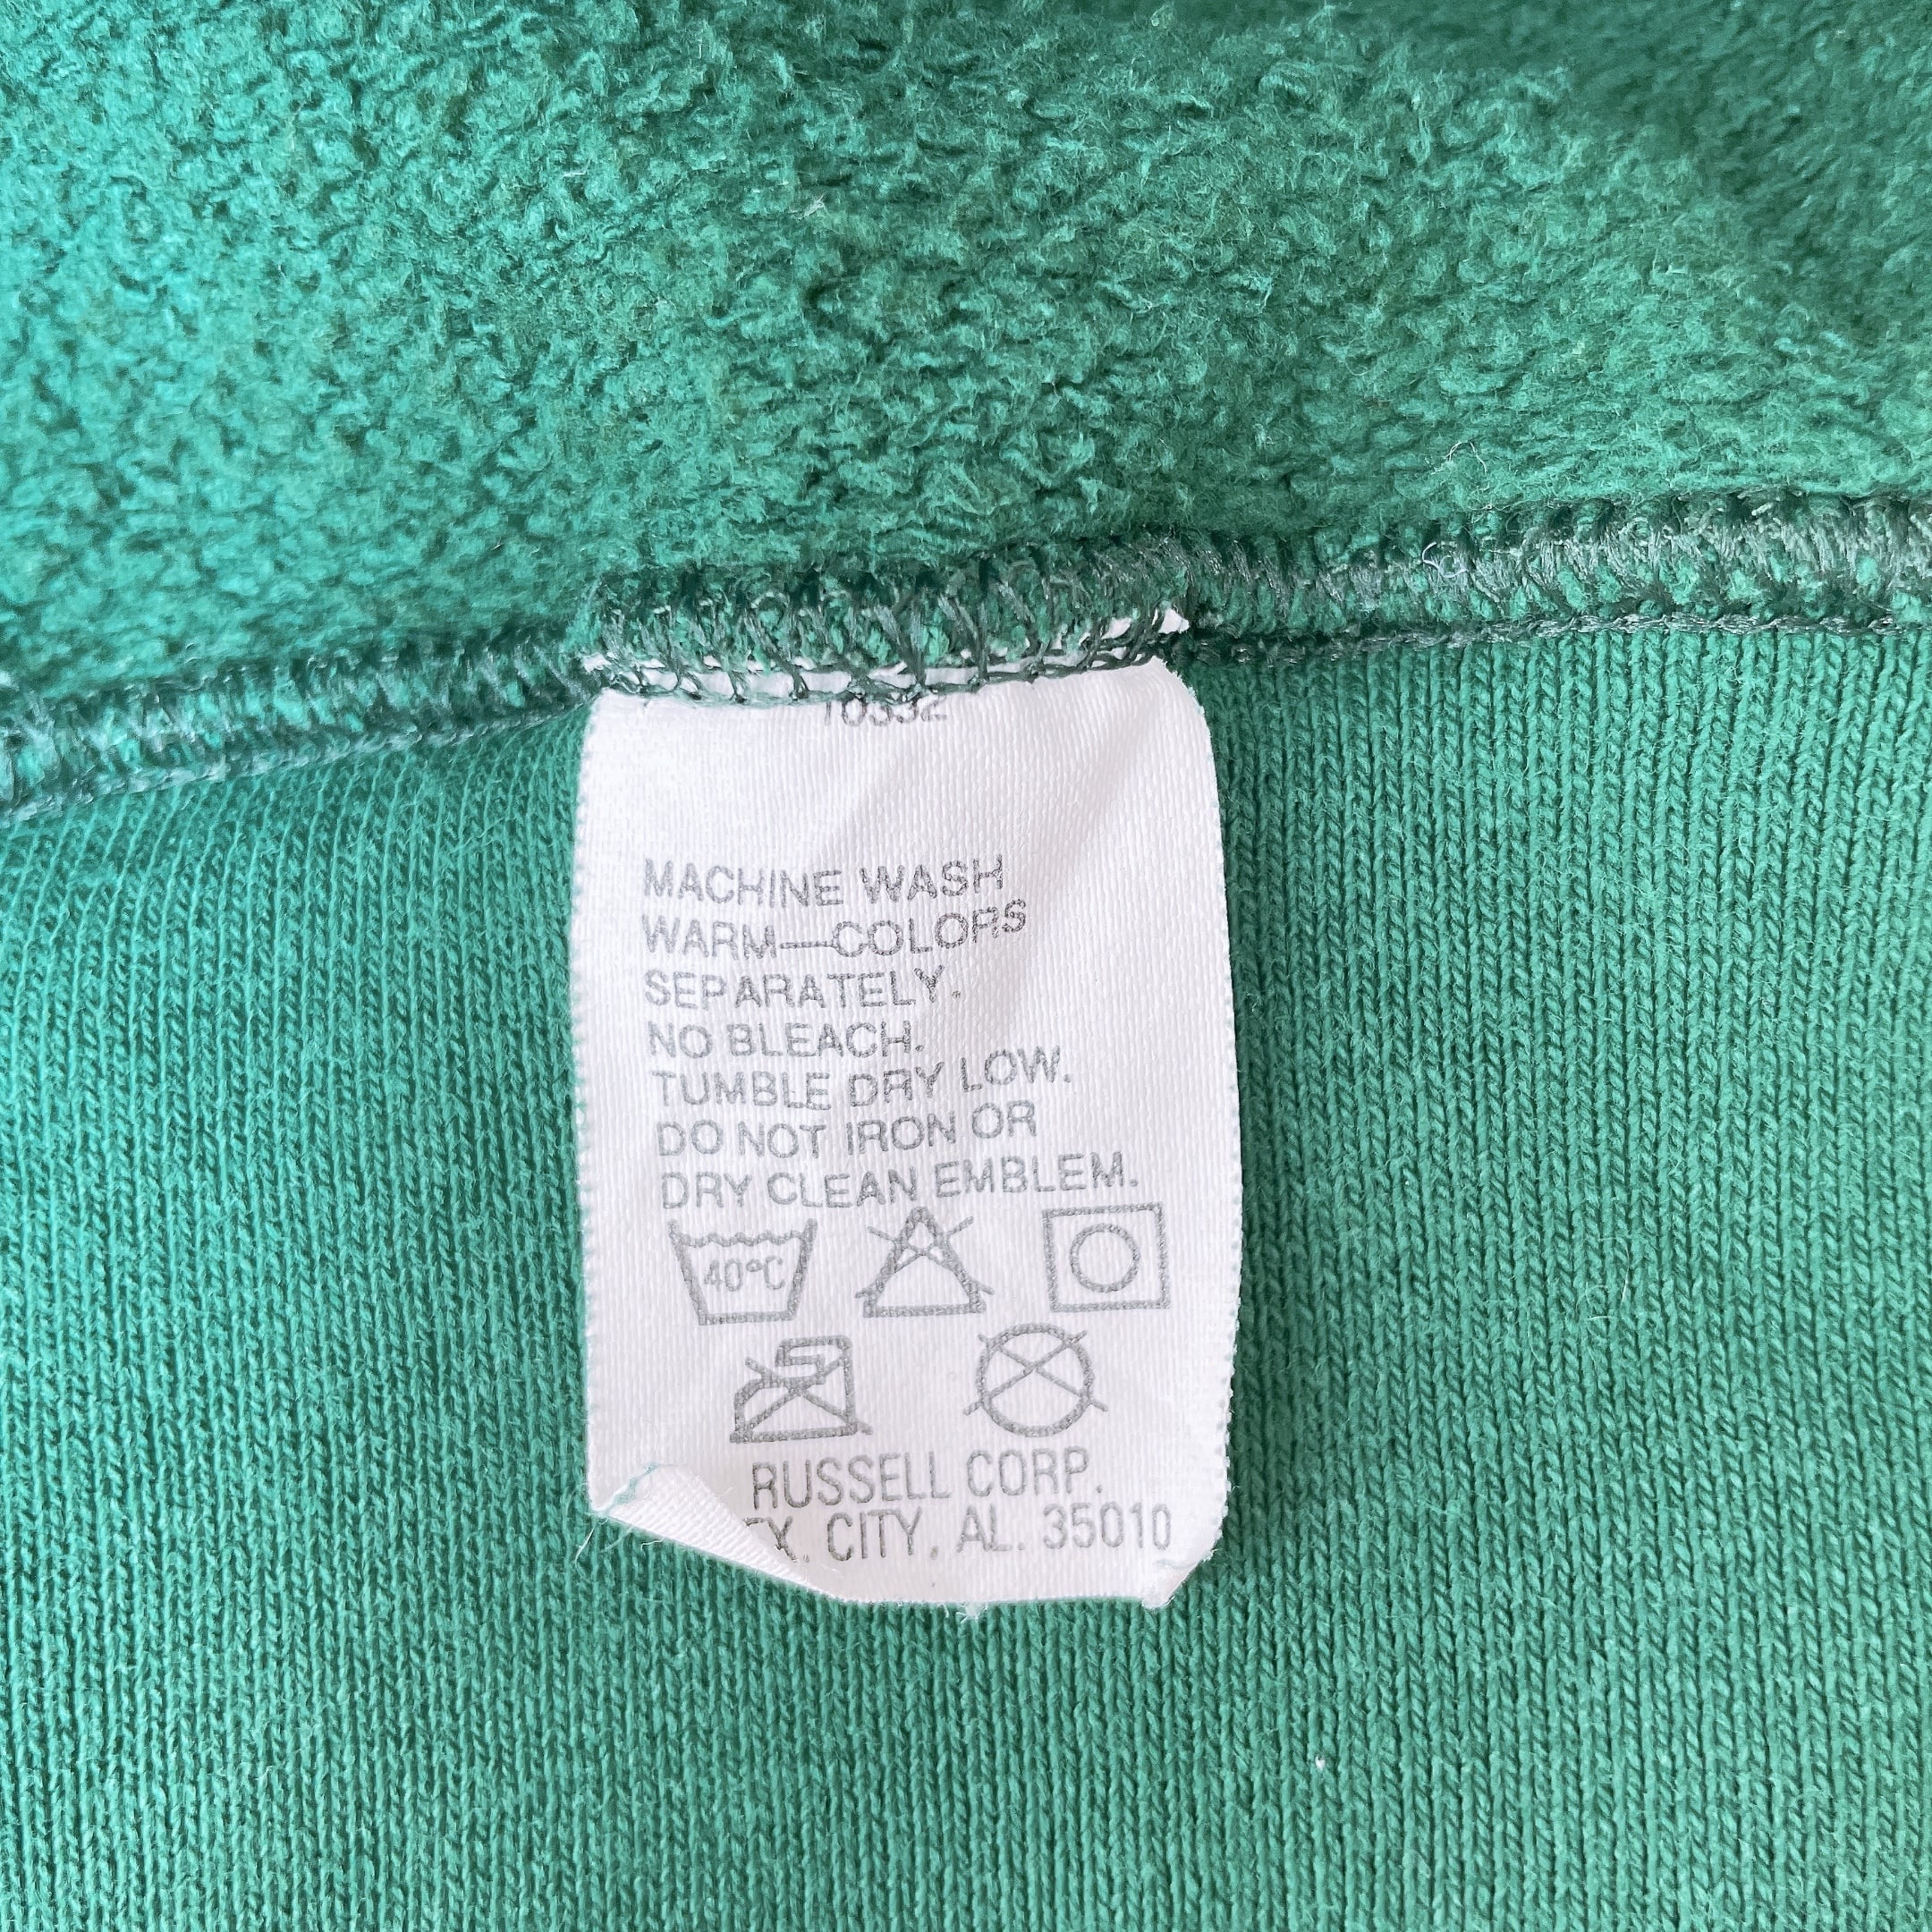 MACHINE WASH
WARM—COLORS
SEPARATELY.
NO BLEACH.
TUMBLE DRY LOW.
DO NOT IRON OR
DRY CLEAN EMBLEM.
40°C
RUSSELL CORP.
CITY, AL. 35010